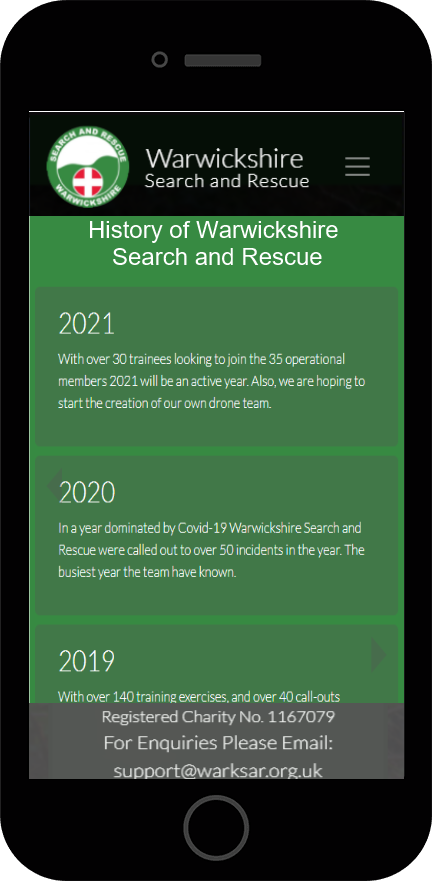 SEARCH AND RESCUE
WARWICKSHIRE
Warwickshire
Search and Rescue
History of Warwickshire
Search and Rescue
2021
With over 30 trainees looking to join the 35 operational
members 2021 will be an active year. Also, we are hoping to
start the creation of our own drone team.
2020
In a year dominated by Covid-19 Warwickshire Search and
Rescue were called out to over 50 incidents in the year. The
busiest year the team have known.
2019
With over 140 training exercises, and over 40 call-outs
Registered Charity No. 1167079
For Enquiries Please Email:
support@warksar.org.uk